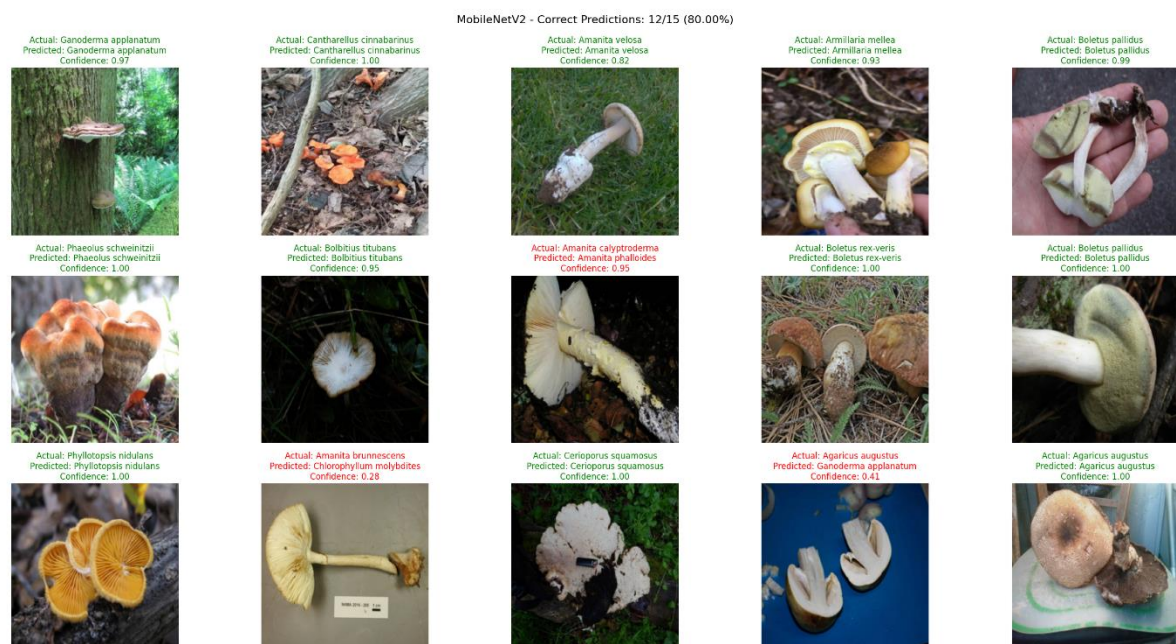 MobileNetV2 - Correct Predictions: 12/15 (80.00%)
Actual: Ganoderma applanatum
Predicted: Ganoderma applanatum
Confidence: 0.97
Actual: Cantharellus cinnabarinus
Predicted: Cantharellus cinnabarinus
Confidence: 1.00
Actual: Amanita velosa
Predicted: Amanita velosa
Confidence: 0.82
Actual: Armillaria mellea
Predicted: Armillaria mellea
Confidence: 0.93
Actual: Boletus pallidus
Predicted: Boletus pallidus
Confidence: 0.99
Actual: Phaeolus schweinitzii
Predicted: Phaeolus schweinitzii
Confidence: 1.00
Actual: Bolbitius titubans
Predicted: Bolbitius titubans
Confidence: 0.95
Actual: Amanita calyptroderma
Predicted: Amanita phalloides
Confidence: 0.95
Actual: Boletus rex-veris
Predicted: Boletus rex-veris
Confidence: 1.00
Actual: Boletus pallidus
Predicted: Boletus pallidus
Confidence: 1.00
Actual: Phyllotopsis nidulans
Predicted: Phyllotopsis nidulans
Confidence: 1.00
Actual: Amanita brunnescens
Predicted: Chlorophyllum molybdites
Confidence: 0.28
Actual: Cerioporus squamosus
Predicted: Cerioporus squamosus
Confidence: 1.00
Actual: Agaricus augustus
Predicted: Ganoderma applanatum
Confidence: 0.41
Actual: Agaricus augustus
Predicted: Agaricus augustus
Confidence: 1.00